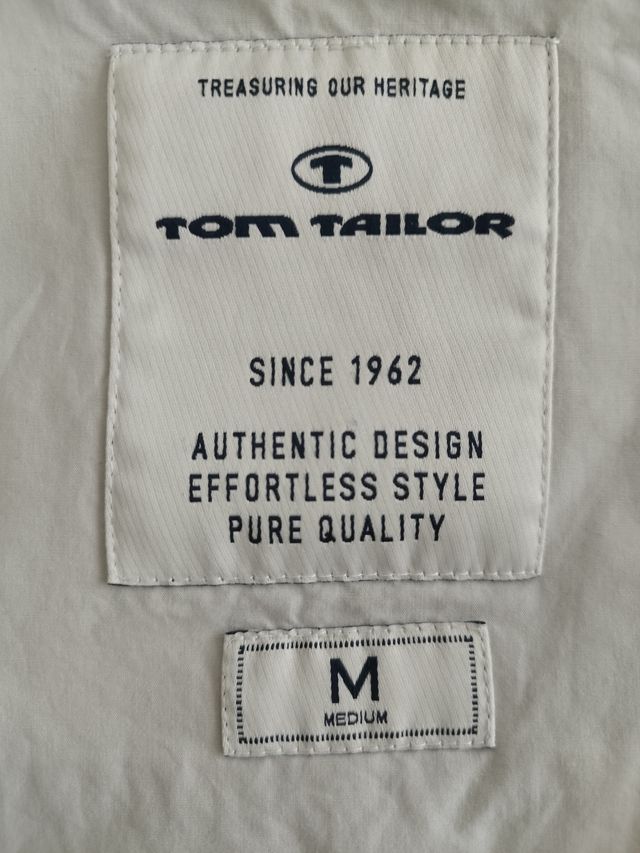 TREASURING OUR HERITAGE
T
TOM TAILOR
SINCE 1962
AUTHENTIC DESIGN
EFFORTLESS STYLE
PURE QUALITY
M
MEDIUM